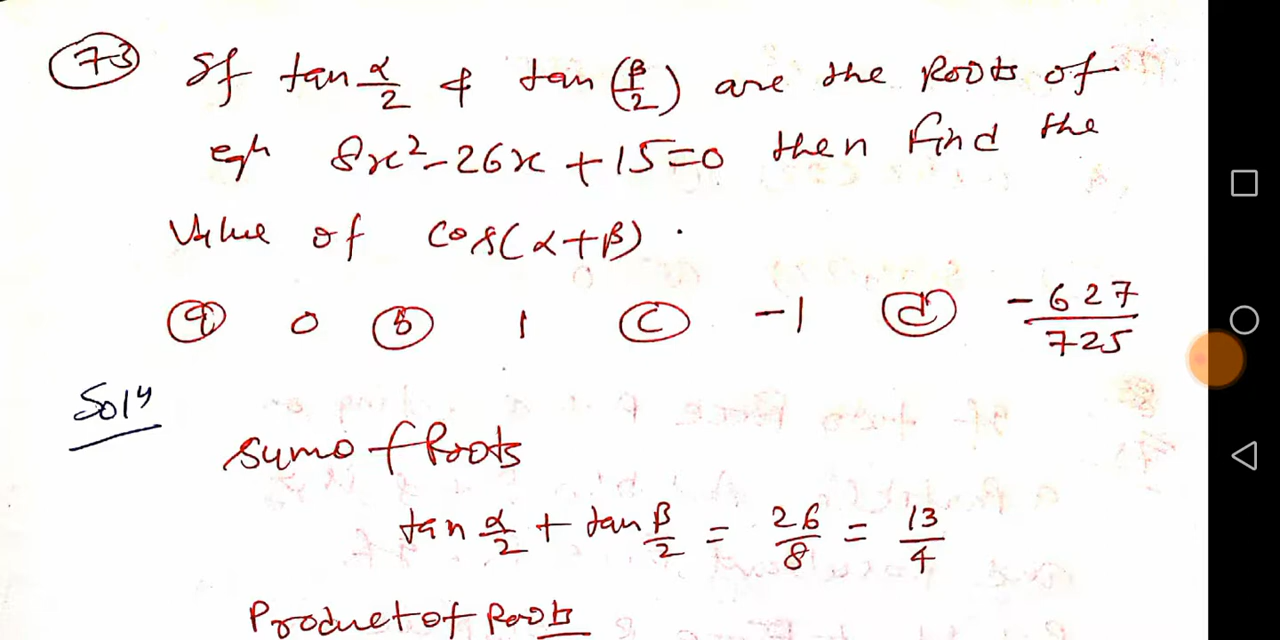 73 If tan α/2 & tan (β/2) are the Roots of
eqn 8x² - 26x + 15 = 0 then find the
value of cos(α+β).
(a) 0 (b) 1 (c) -1 (d) -627/725
Soln
Sum of Roots
tan α/2 + tan β/2 = 26/8 = 13/4
Product of Roots